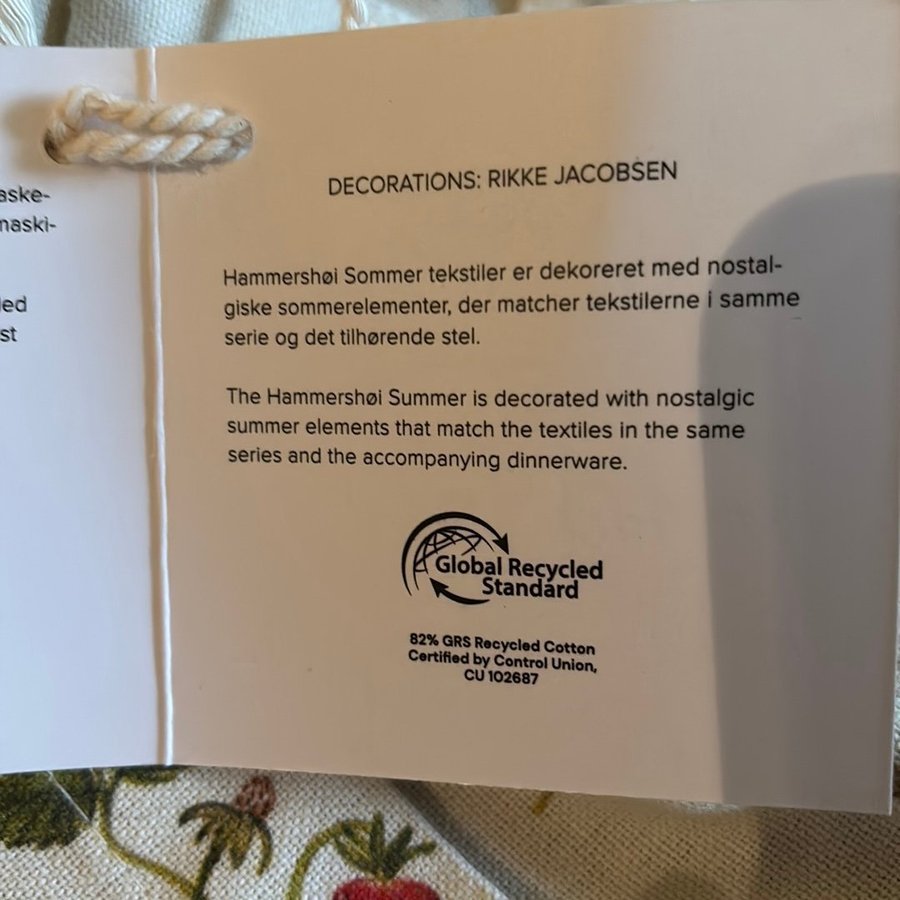 aske-
maski-
st
DECORATIONS: RIKKE JACOBSEN
Hammershøi Sommer tekstiler er dekoreret med nostal-
giske sommerelementer, der matcher tekstilerne i samme
serie og det tilhørende stel.
The Hammershøi Summer is decorated with nostalgic
summer elements that match the textiles in the same
series and the accompanying dinnerware.
Global Recycled
Standard
82% GRS Recycled Cotton
Certified by Control Union,
CU 102687